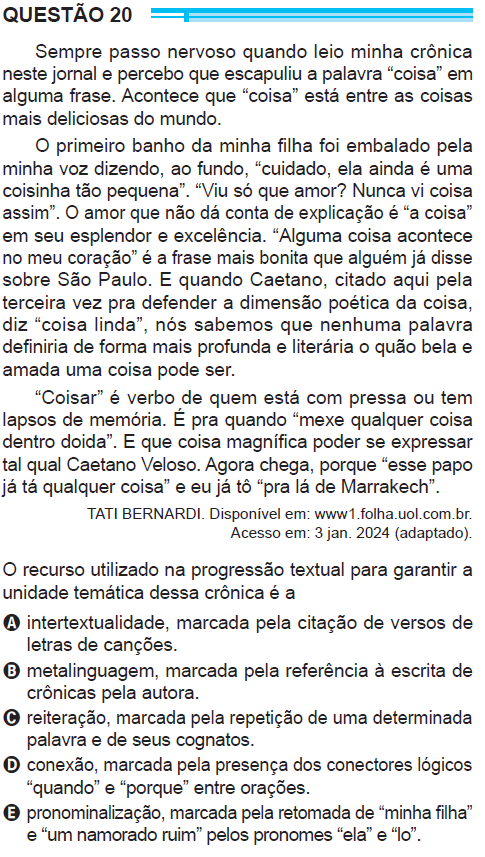 QUESTÃO 20
Sempre passo nervoso quando leio minha crônica
neste jornal e percebo que escapuliu a palavra “coisa” em
alguma frase. Acontece que “coisa” está entre as coisas
mais deliciosas do mundo.
O primeiro banho da minha filha foi embalado pela
minha voz dizendo, ao fundo, “cuidado, ela ainda é uma
coisinha tão pequena”. “Viu só que amor? Nunca vi coisa
assim”. O amor que não dá conta de explicação é “a coisa”
em seu esplendor e excelência. “Alguma coisa acontece
no meu coração” é a frase mais bonita que alguém já disse
sobre São Paulo. E quando Caetano, citado aqui pela
terceira vez pra defender a dimensão poética da coisa,
diz “coisa linda”, nós sabemos que nenhuma palavra
definiria de forma mais profunda e literária o quão bela e
amada uma coisa pode ser.
“Coisar” é verbo de quem está com pressa ou tem
lapsos de memória. É pra quando “mexe qualquer coisa
dentro doida”. E que coisa magnífica poder se expressar
tal qual Caetano Veloso. Agora chega, porque “esse papo
já tá qualquer coisa” e eu já tô “pra lá de Marrakech”.
TATI BERNARDI. Disponível em: www1.folha.uol.com.br.
Acesso em: 3 jan. 2024 (adaptado).
O recurso utilizado na progressão textual para garantir a
unidade temática dessa crônica é a
A intertextualidade, marcada pela citação de versos de
letras de canções.
B metalinguagem, marcada pela referência à escrita de
crônicas pela autora.
C reiteração, marcada pela repetição de uma determinada
palavra e de seus cognatos.
D conexão, marcada pela presença dos conectores lógicos
“quando” e “porque” entre orações.
E pronominalização, marcada pela retomada de “minha filha”
e “um namorado ruim” pelos pronomes “ela” e “lo”.